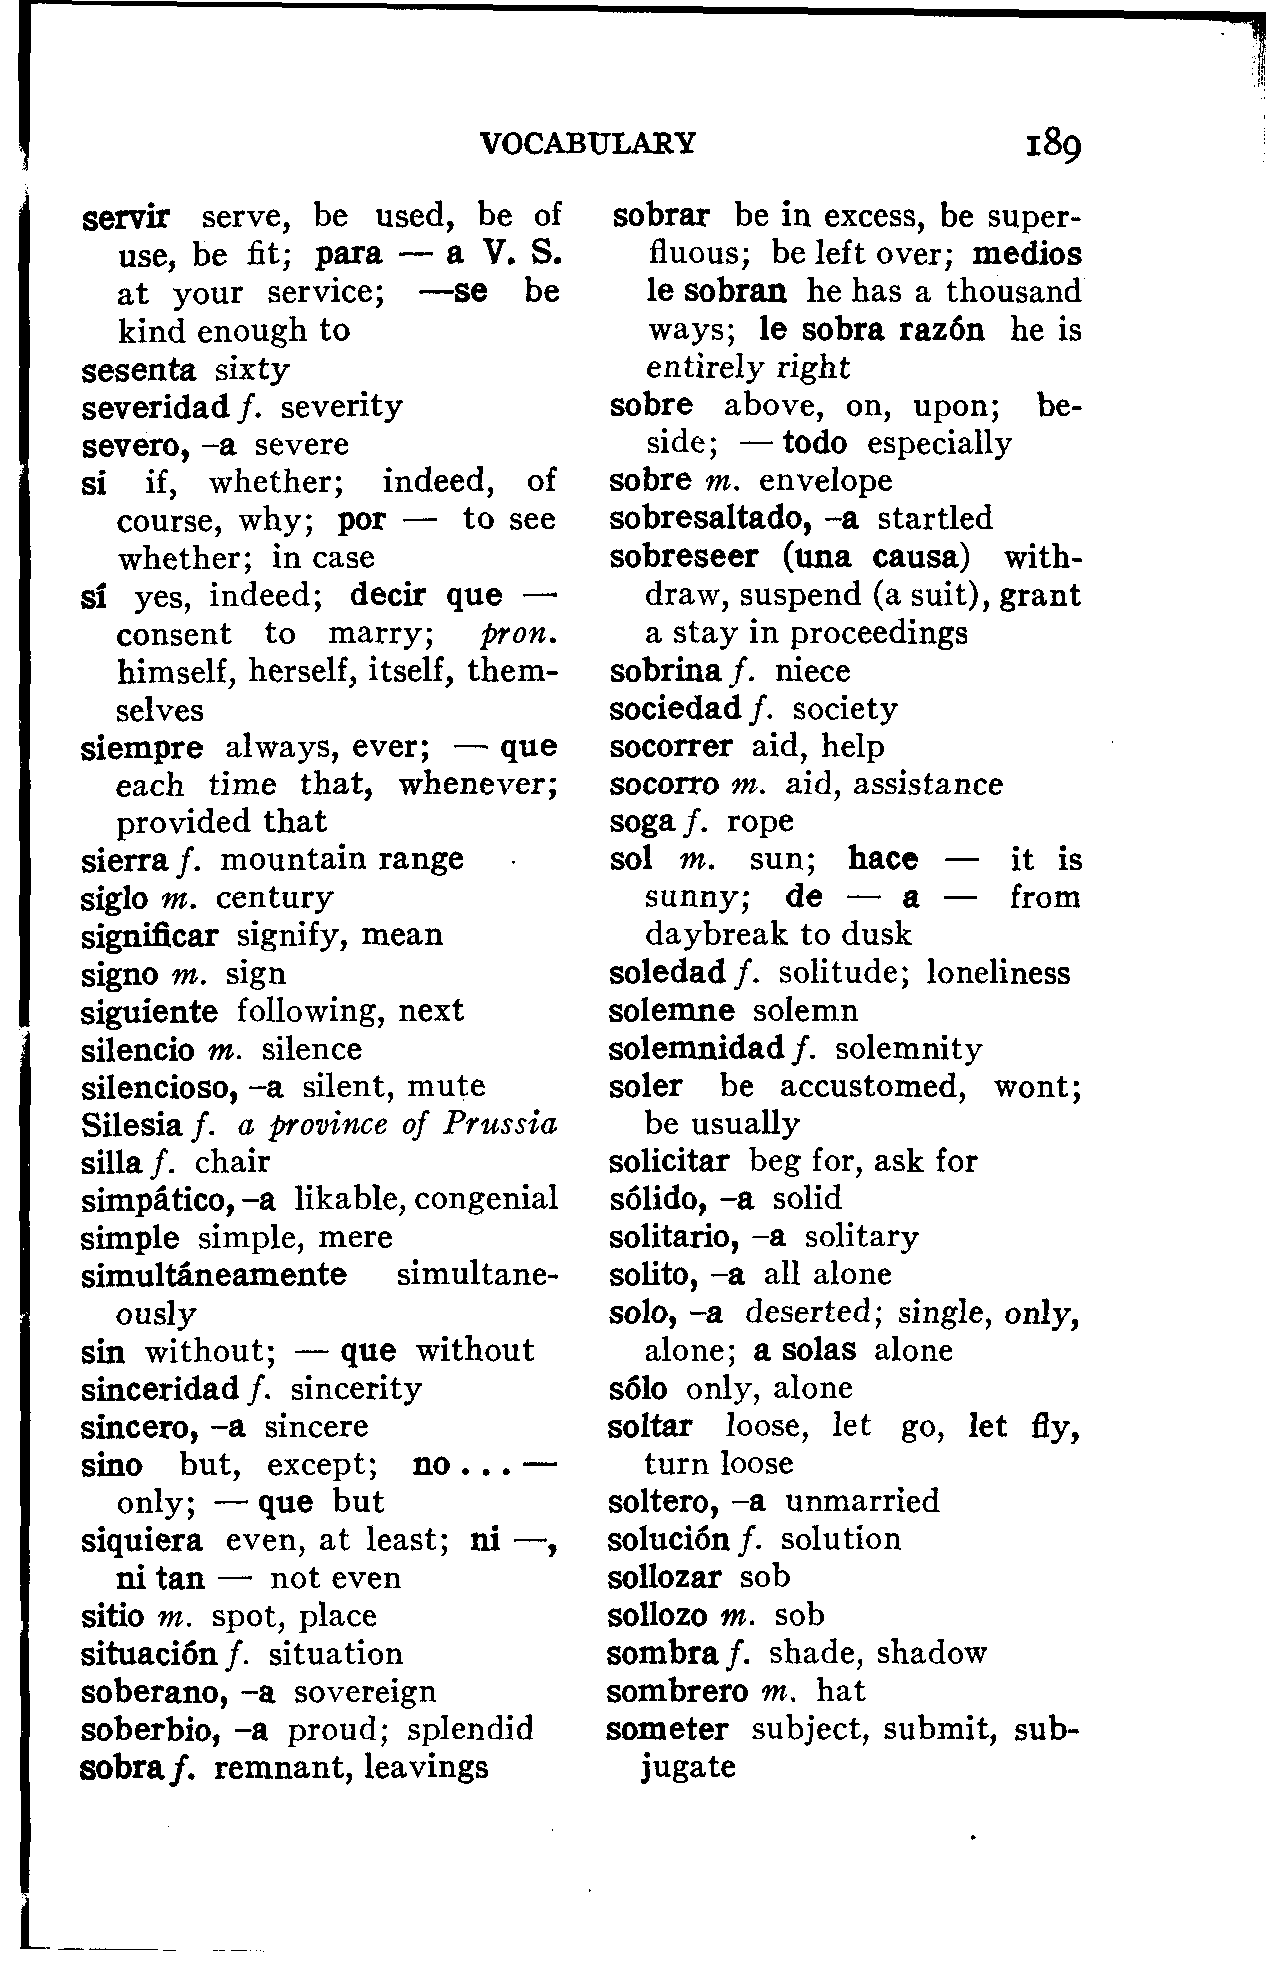 VOCABULARY 189
servir serve, be used, be of
use, be fit; para — a V. S.
at your service; —se be
kind enough to
sesenta sixty
severidad f. severity
severo, –a severe
si if, whether; indeed, of
course, why; por — to see
whether; in case
sí yes, indeed; decir que —
consent to marry; pron.
himself, herself, itself, them-
selves
siempre always, ever; — que
each time that, whenever;
provided that
sierra f. mountain range
siglo m. century
significar signify, mean
signo m. sign
siguiente following, next
silencio m. silence
silencioso, –a silent, mute
Silesia f. a province of Prussia
silla f. chair
simpático, –a likable, congenial
simple simple, mere
simultáneamente simultane-
ously
sin without; — que without
sinceridad f. sincerity
sincero, –a sincere
sino but, except; no . . . —
only; — que but
siquiera even, at least; ni —,
ni tan — not even
sitio m. spot, place
situación f. situation
soberano, –a sovereign
soberbio, –a proud; splendid
sobra f. remnant, leavings
sobrar be in excess, be super-
fluous; be left over; medios
le sobran he has a thousand
ways; le sobra razón he is
entirely right
sobre above, on, upon; be-
side; — todo especially
sobre m. envelope
sobresaltado, –a startled
sobreseer (una causa) with-
draw, suspend (a suit), grant
a stay in proceedings
sobrina f. niece
sociedad f. society
socorrer aid, help
socorro m. aid, assistance
soga f. rope
sol m. sun; hace — it is
sunny; de — a — from
daybreak to dusk
soledad f. solitude; loneliness
solemne solemn
solemnidad f. solemnity
soler be accustomed, wont;
be usually
solicitar beg for, ask for
sólido, –a solid
solitario, –a solitary
solito, –a all alone
solo, –a deserted; single, only,
alone; a solas alone
sólo only, alone
soltar loose, let go, let fly,
turn loose
soltero, –a unmarried
solución f. solution
sollozar sob
sollozo m. sob
sombra f. shade, shadow
sombrero m. hat
someter subject, submit, sub-
jugate